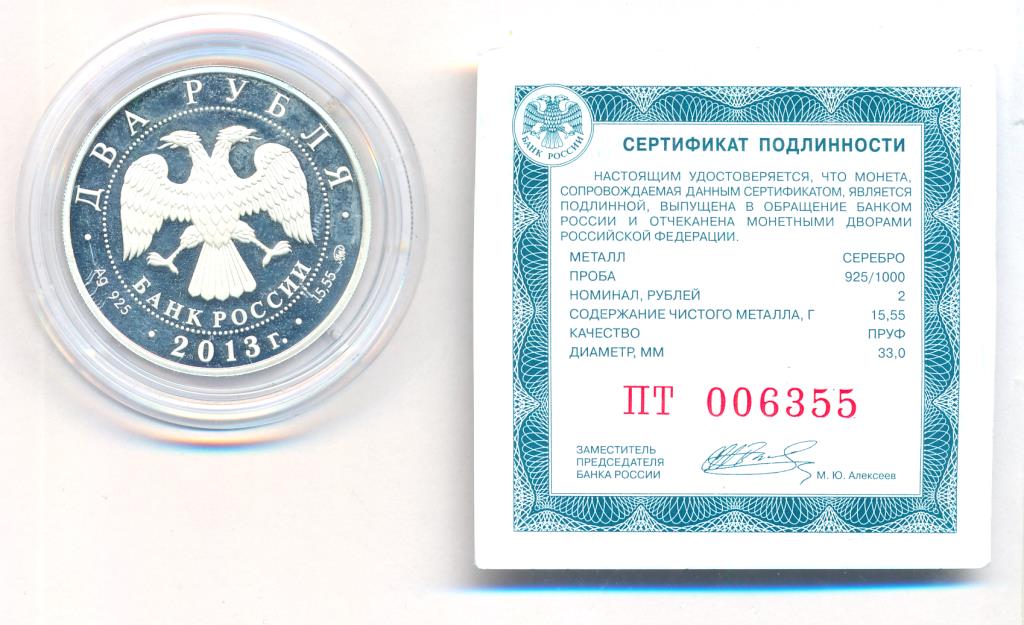 ДВА РУБЛЯ
Ag 925
БАНК РОССИИ
15,55
• 2013 г. •
БАНК РОССИИ
СЕРТИФИКАТ ПОДЛИННОСТИ
НАСТОЯЩИМ УДОСТОВЕРЯЕТСЯ, ЧТО МОНЕТА,
СОПРОВОЖДАЕМАЯ ДАННЫМ СЕРТИФИКАТОМ, ЯВЛЯЕТСЯ
ПОДЛИННОЙ, ВЫПУЩЕНА В ОБРАЩЕНИЕ БАНКОМ
РОССИИ И ОТЧЕКАНЕНА МОНЕТНЫМИ ДВОРАМИ
РОССИЙСКОЙ ФЕДЕРАЦИИ.
МЕТАЛЛ СЕРЕБРО
ПРОБА 925/1000
НОМИНАЛ, РУБЛЕЙ 2
СОДЕРЖАНИЕ ЧИСТОГО МЕТАЛЛА, Г 15,55
КАЧЕСТВО ПРУФ
ДИАМЕТР, ММ 33,0
ПТ 006355
ЗАМЕСТИТЕЛЬ
ПРЕДСЕДАТЕЛЯ
БАНКА РОССИИ
М. Ю. Алексеев